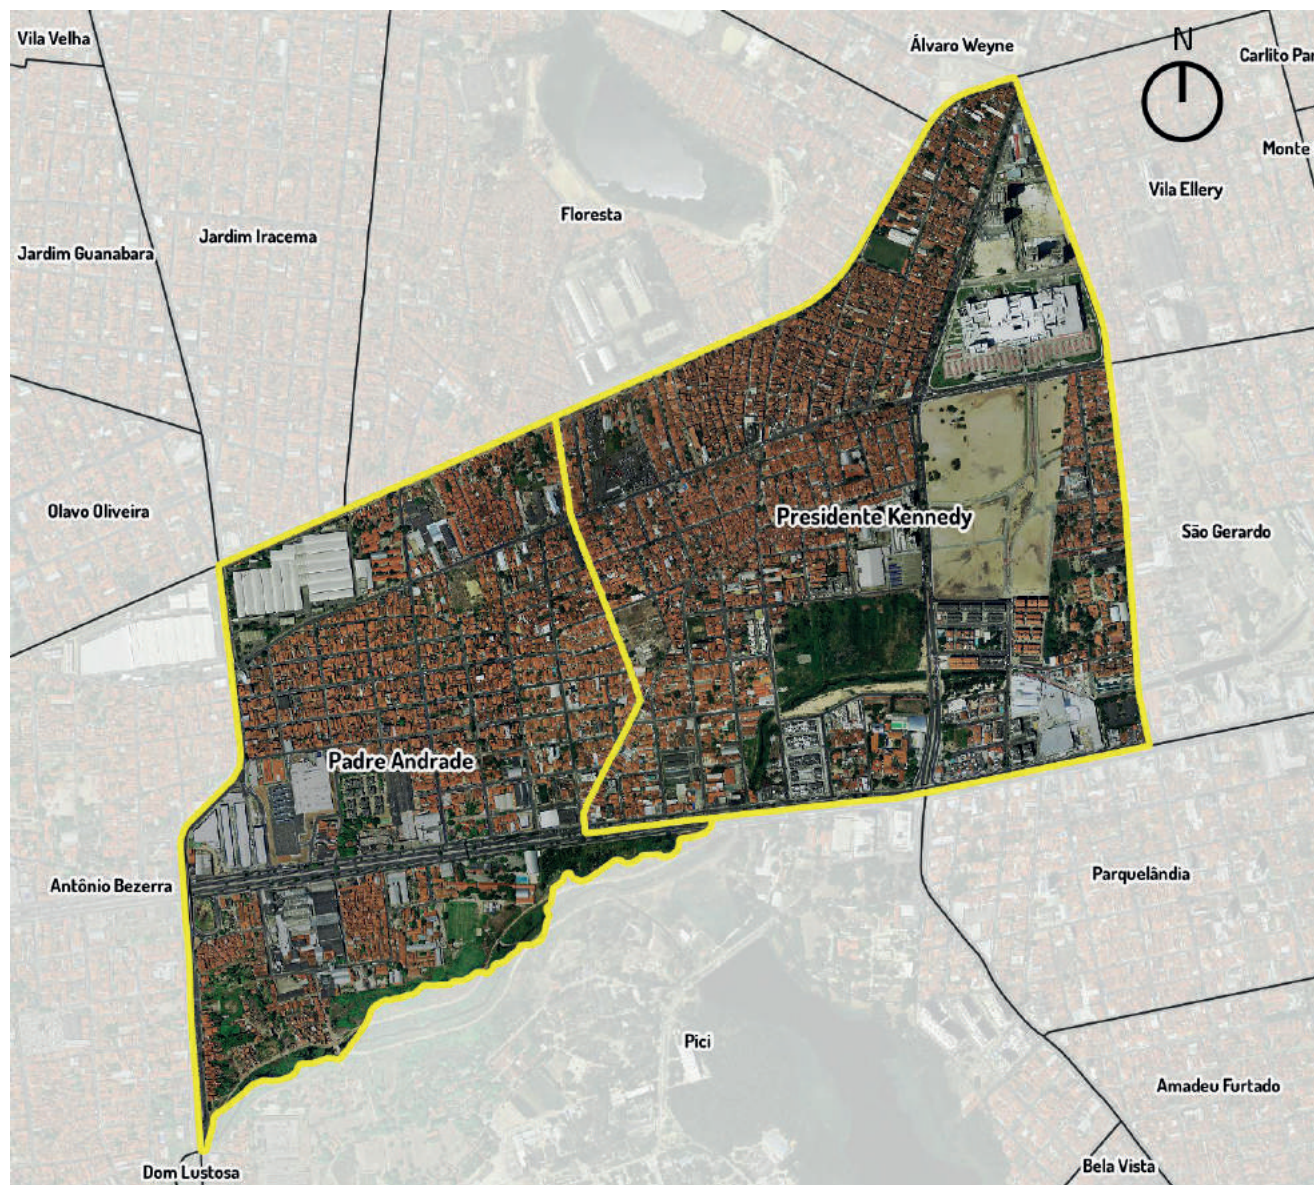 Vila Velha
Álvaro Weyne
N
Carlito Par
Monte
Vila Ellery
Floresta
Jardim Iracema
Jardim Guanabara
Olavo Oliveira
Presidente Kennedy
São Gerardo
Padre Andrade
Antônio Bezerra
Parquelândia
Pici
Amadeu Furtado
Dom Lustosa
Bela Vista